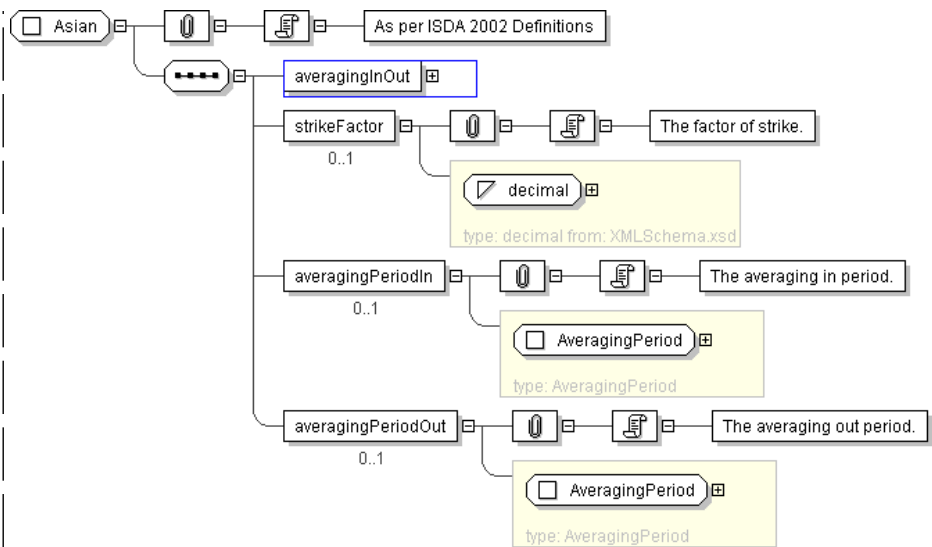 Asian
As per ISDA 2002 Definitions
averagingInOut
strikeFactor
The factor of strike.
0..1
decimal
type: decimal from: XMLSchema.xsd
averagingPeriodIn
The averaging in period.
0..1
AveragingPeriod
type: AveragingPeriod
averagingPeriodOut
The averaging out period.
0..1
AveragingPeriod
type: AveragingPeriod